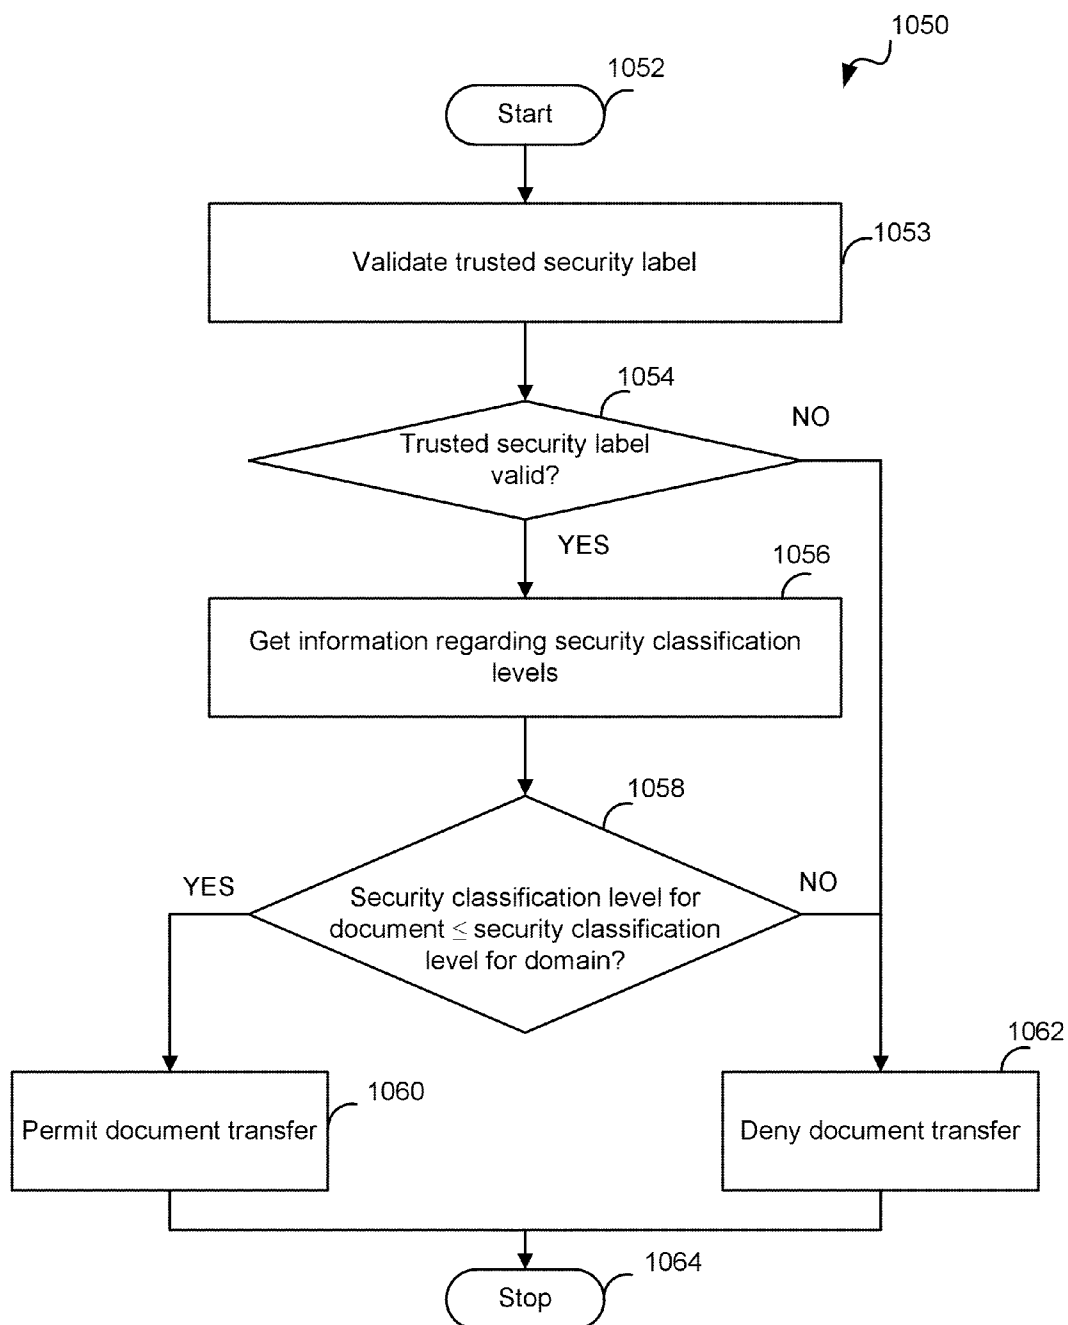 1050
1052
Start
1053
Validate trusted security label
1054
Trusted security label
valid?
NO
YES
1056
Get information regarding security classification
levels
1058
YES
NO
Security classification level for
document ≤ security classification
level for domain?
1062
1060
Permit document transfer
Deny document transfer
1064
Stop